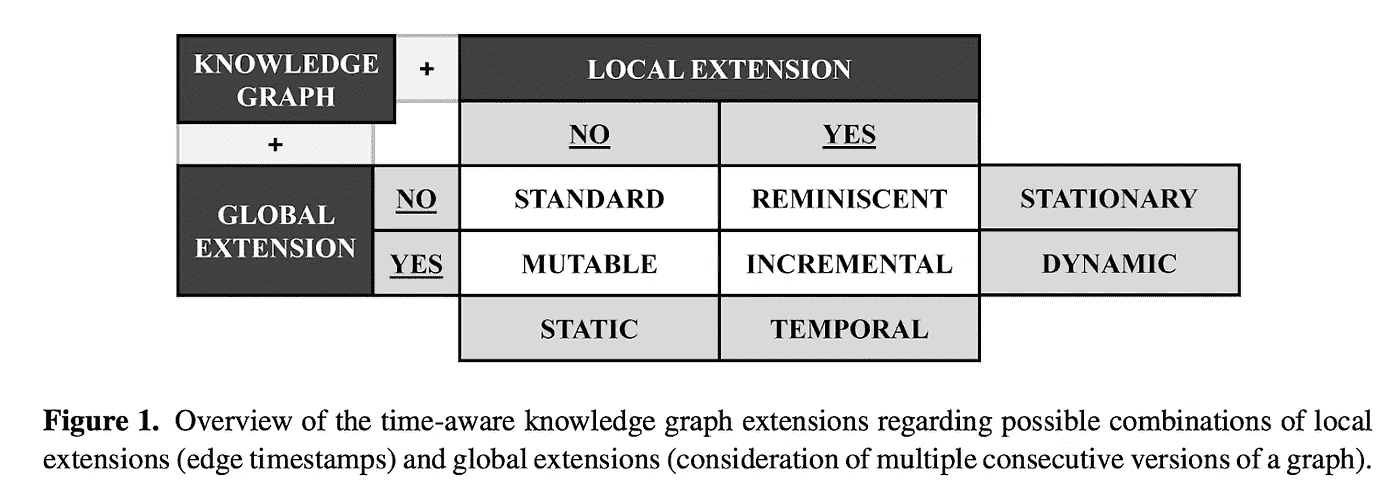 KNOWLEDGE
GRAPH
+
LOCAL EXTENSION
+
NO
YES
GLOBAL
EXTENSION
NO
STANDARD
REMINISCENT
STATIONARY
YES
MUTABLE
INCREMENTAL
DYNAMIC
STATIC
TEMPORAL
Figure 1. Overview of the time-aware knowledge graph extensions regarding possible combinations of local
extensions (edge timestamps) and global extensions (consideration of multiple consecutive versions of a graph).